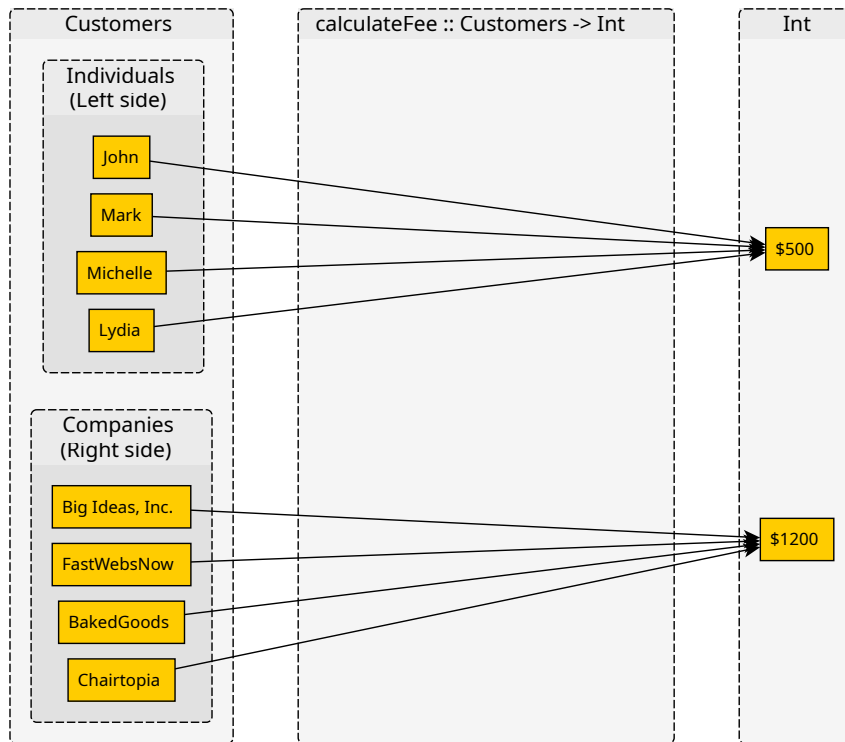 Customers
calculateFee :: Customers -> Int
Int
Individuals
(Left side)
John
Mark
Michelle
Lydia
$500
Companies
(Right side)
Big Ideas, Inc.
FastWebsNow
BakedGoods
Chairtopia
$1200